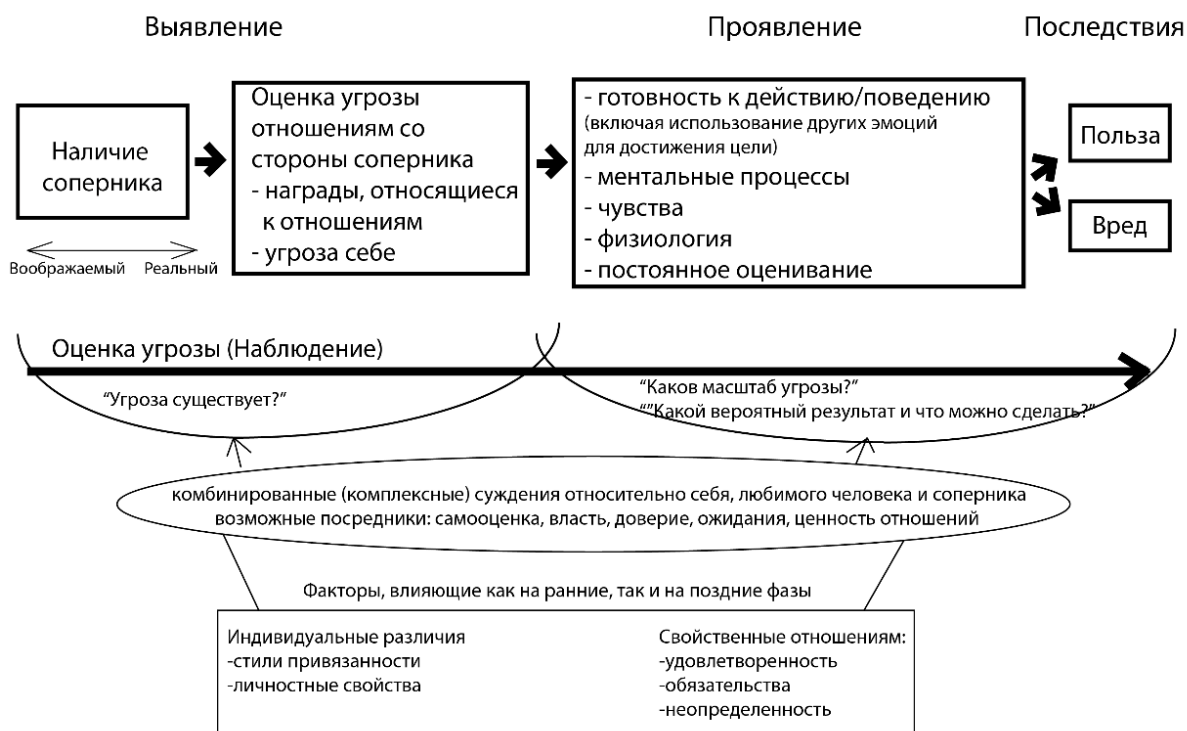 Выявление
Проявление
Последствия
Наличие
соперника
Воображаемый
Реальный
Оценка угрозы
отношениям со
стороны соперника
- награды, относящиеся
к отношениям
- угроза себе
- готовность к действию/поведению
(включая использование других эмоций
для достижения цели)
- ментальные процессы
- чувства
- физиология
- постоянное оценивание
Польза
Вред
Оценка угрозы (Наблюдение)
“Угроза существует?”
“Каков масштаб угрозы?”
“”Какой вероятный результат и что можно сделать?”
комбинированные (комплексные) суждения относительно себя, любимого человека и соперника
возможные посредники: самооценка, власть, доверие, ожидания, ценность отношений
Факторы, влияющие как на ранние, так и на поздние фазы
Индивидуальные различия
-стили привязанности
-личностные свойства
Свойственные отношениям:
-удовлетворенность
-обязательства
-неопределенность